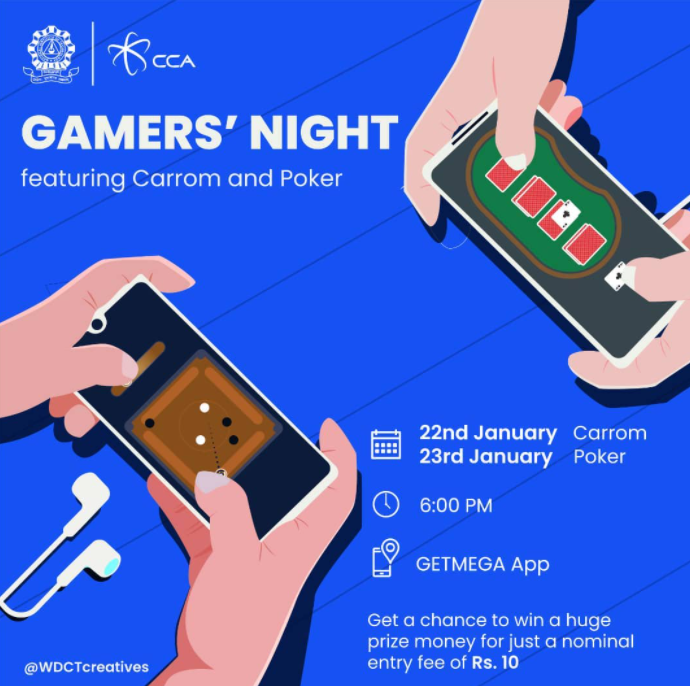 CCA
GAMERS' NIGHT
featuring Carrom and Poker
22nd January Carrom
23rd January Poker
6:00 PM
GETMEGA App
Get a chance to win a huge
prize money for just a nominal
entry fee of Rs. 10
@WDCTcreatives